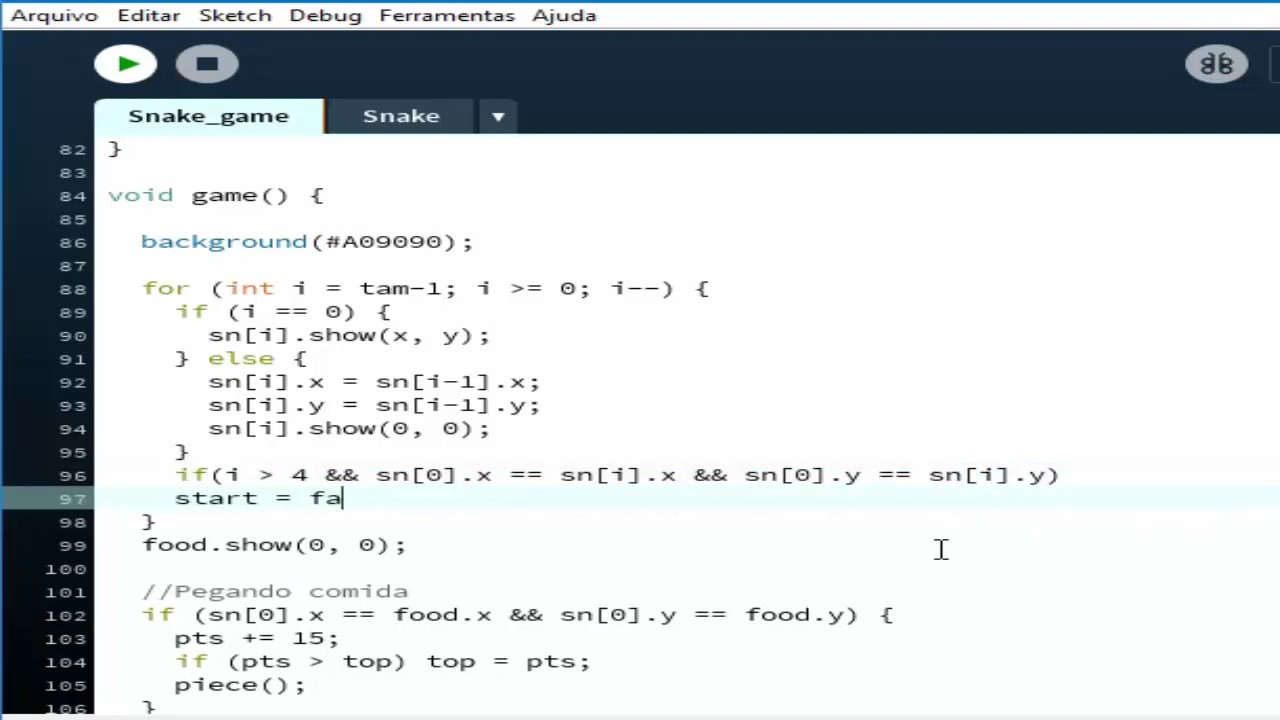 Arquivo Editar Sketch Debug Ferramentas Ajuda
Snake_game Snake ▼
82 }
83
84 void game() {
85
86 background(#A09090);
87
88 for (int i = tam-1; i >= 0; i--) {
89 if (i == 0) {
90 sn[i].show(x, y);
91 } else {
92 sn[i].x = sn[i-1].x;
93 sn[i].y = sn[i-1].y;
94 sn[i].show(0, 0);
95 }
96 if(i > 4 && sn[0].x == sn[i].x && sn[0].y == sn[i].y)
97 start = fa
98 }
99 food.show(0, 0);
100
101 //Pegando comida
102 if (sn[0].x == food.x && sn[0].y == food.y) {
103 pts += 15;
104 if (pts > top) top = pts;
105 piece();
106 }